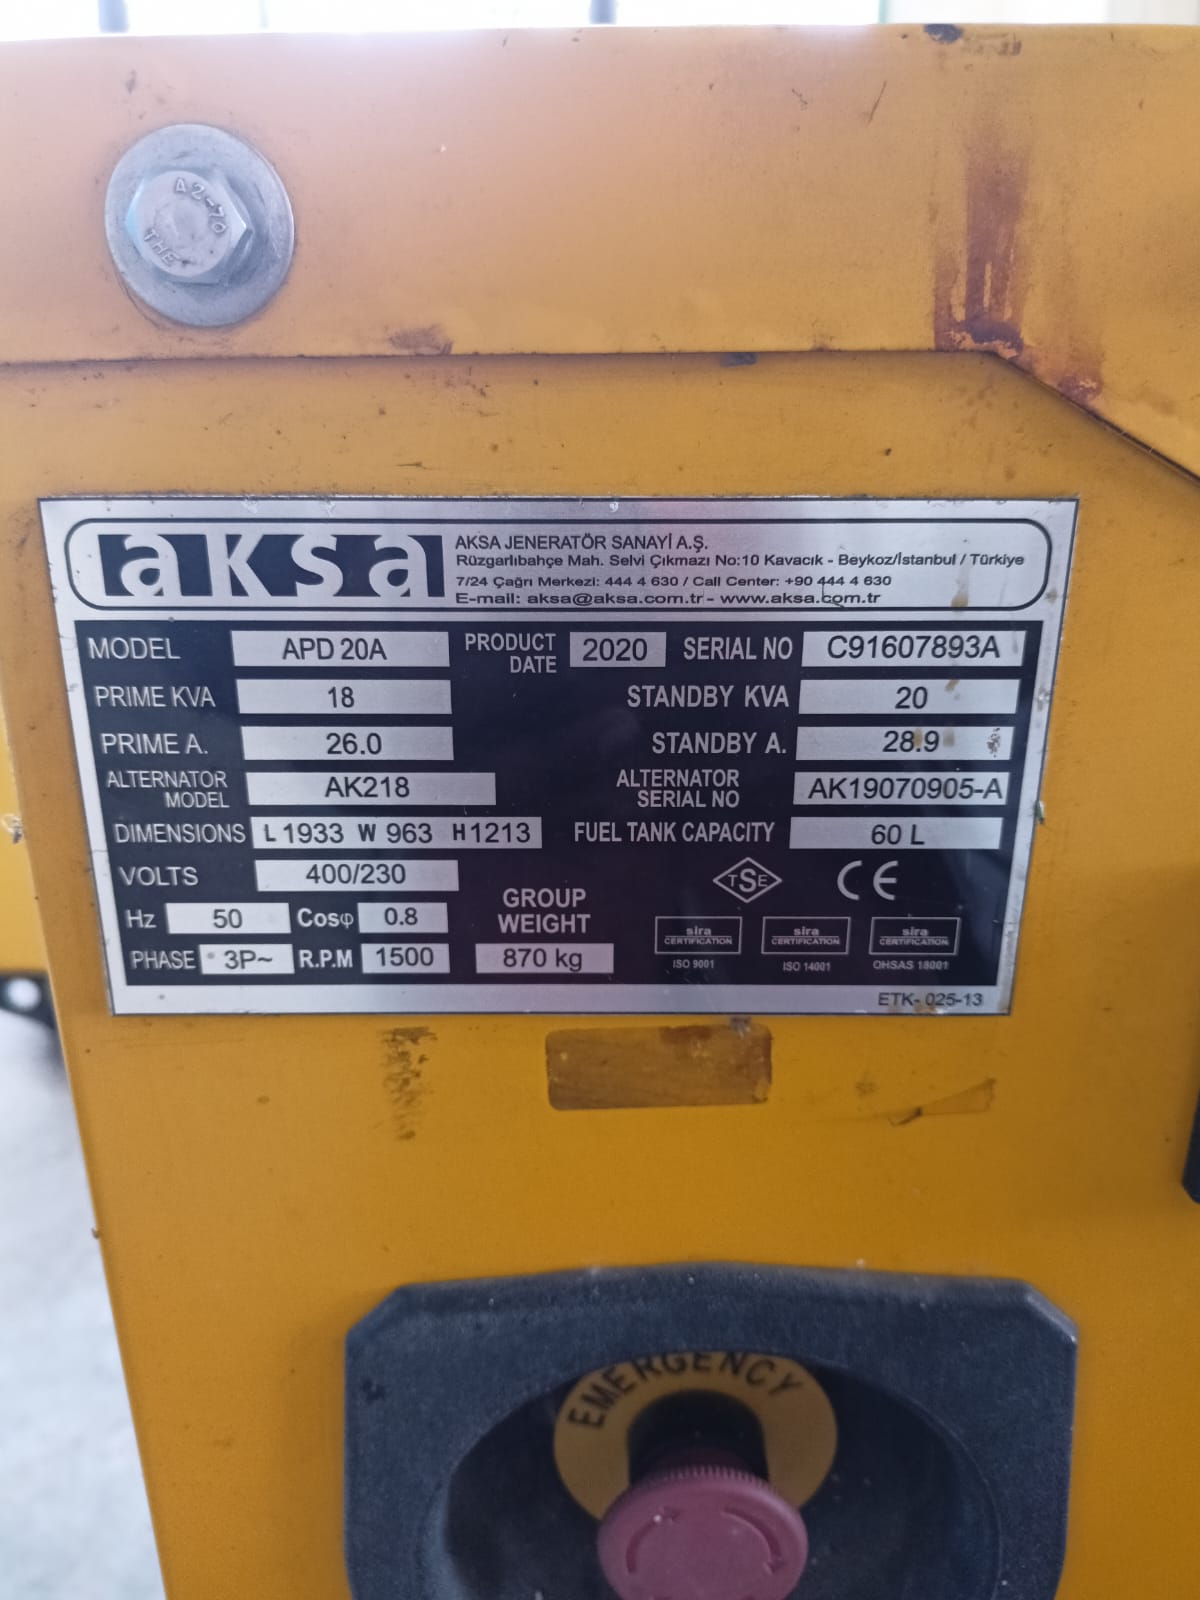 A2-70
THE
aksa
AKSA JENERATÖR SANAYİ A.Ş.
Rüzgarlıbahçe Mah. Selvi Çıkmazı No:10 Kavacık - Beykoz/İstanbul / Türkiye
7/24 Çağrı Merkezi: 444 4 630 / Call Center: +90 444 4 630
E-mail: aksa@aksa.com.tr - www.aksa.com.tr
MODEL APD 20A PRODUCT DATE 2020 SERIAL NO C91607893A
PRIME KVA 18 STANDBY KVA 20
PRIME A. 26.0 STANDBY A. 28.9
ALTERNATOR MODEL AK218 ALTERNATOR SERIAL NO AK19070905-A
DIMENSIONS L 1933 W 963 H 1213 FUEL TANK CAPACITY 60 L
VOLTS 400/230 TSE CE
Hz 50 Cosφ 0.8 GROUP WEIGHT
PHASE 3P~ R.P.M 1500 870 kg
sira CERTIFICATION sira CERTIFICATION sira CERTIFICATION
ISO 9001 ISO 14001 OHSAS 18001
ETK- 025-13
EMERGENCY